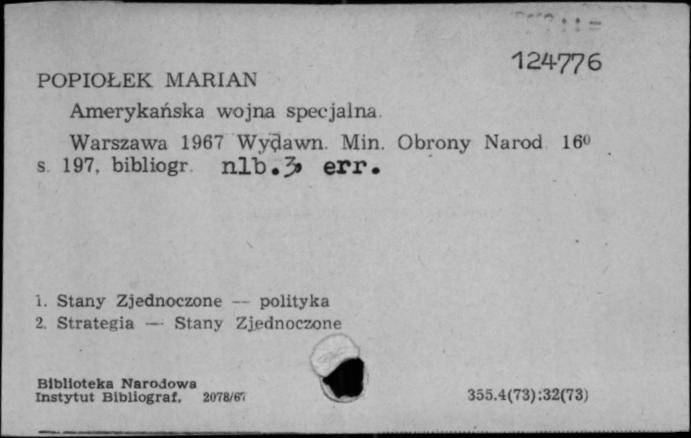 124776
POPIOŁEK MARIAN
Amerykańska wojna specjalna.
Warszawa 1967 Wydawn. Min. Obrony Narod. 16⁰
s. 197, bibliogr. nlb.3, err.
1. Stany Zjednoczone — polityka
2. Strategia — Stany Zjednoczone
Biblioteka Narodowa
Instytut Bibliograf. 2078/67
355.4(73):32(73)